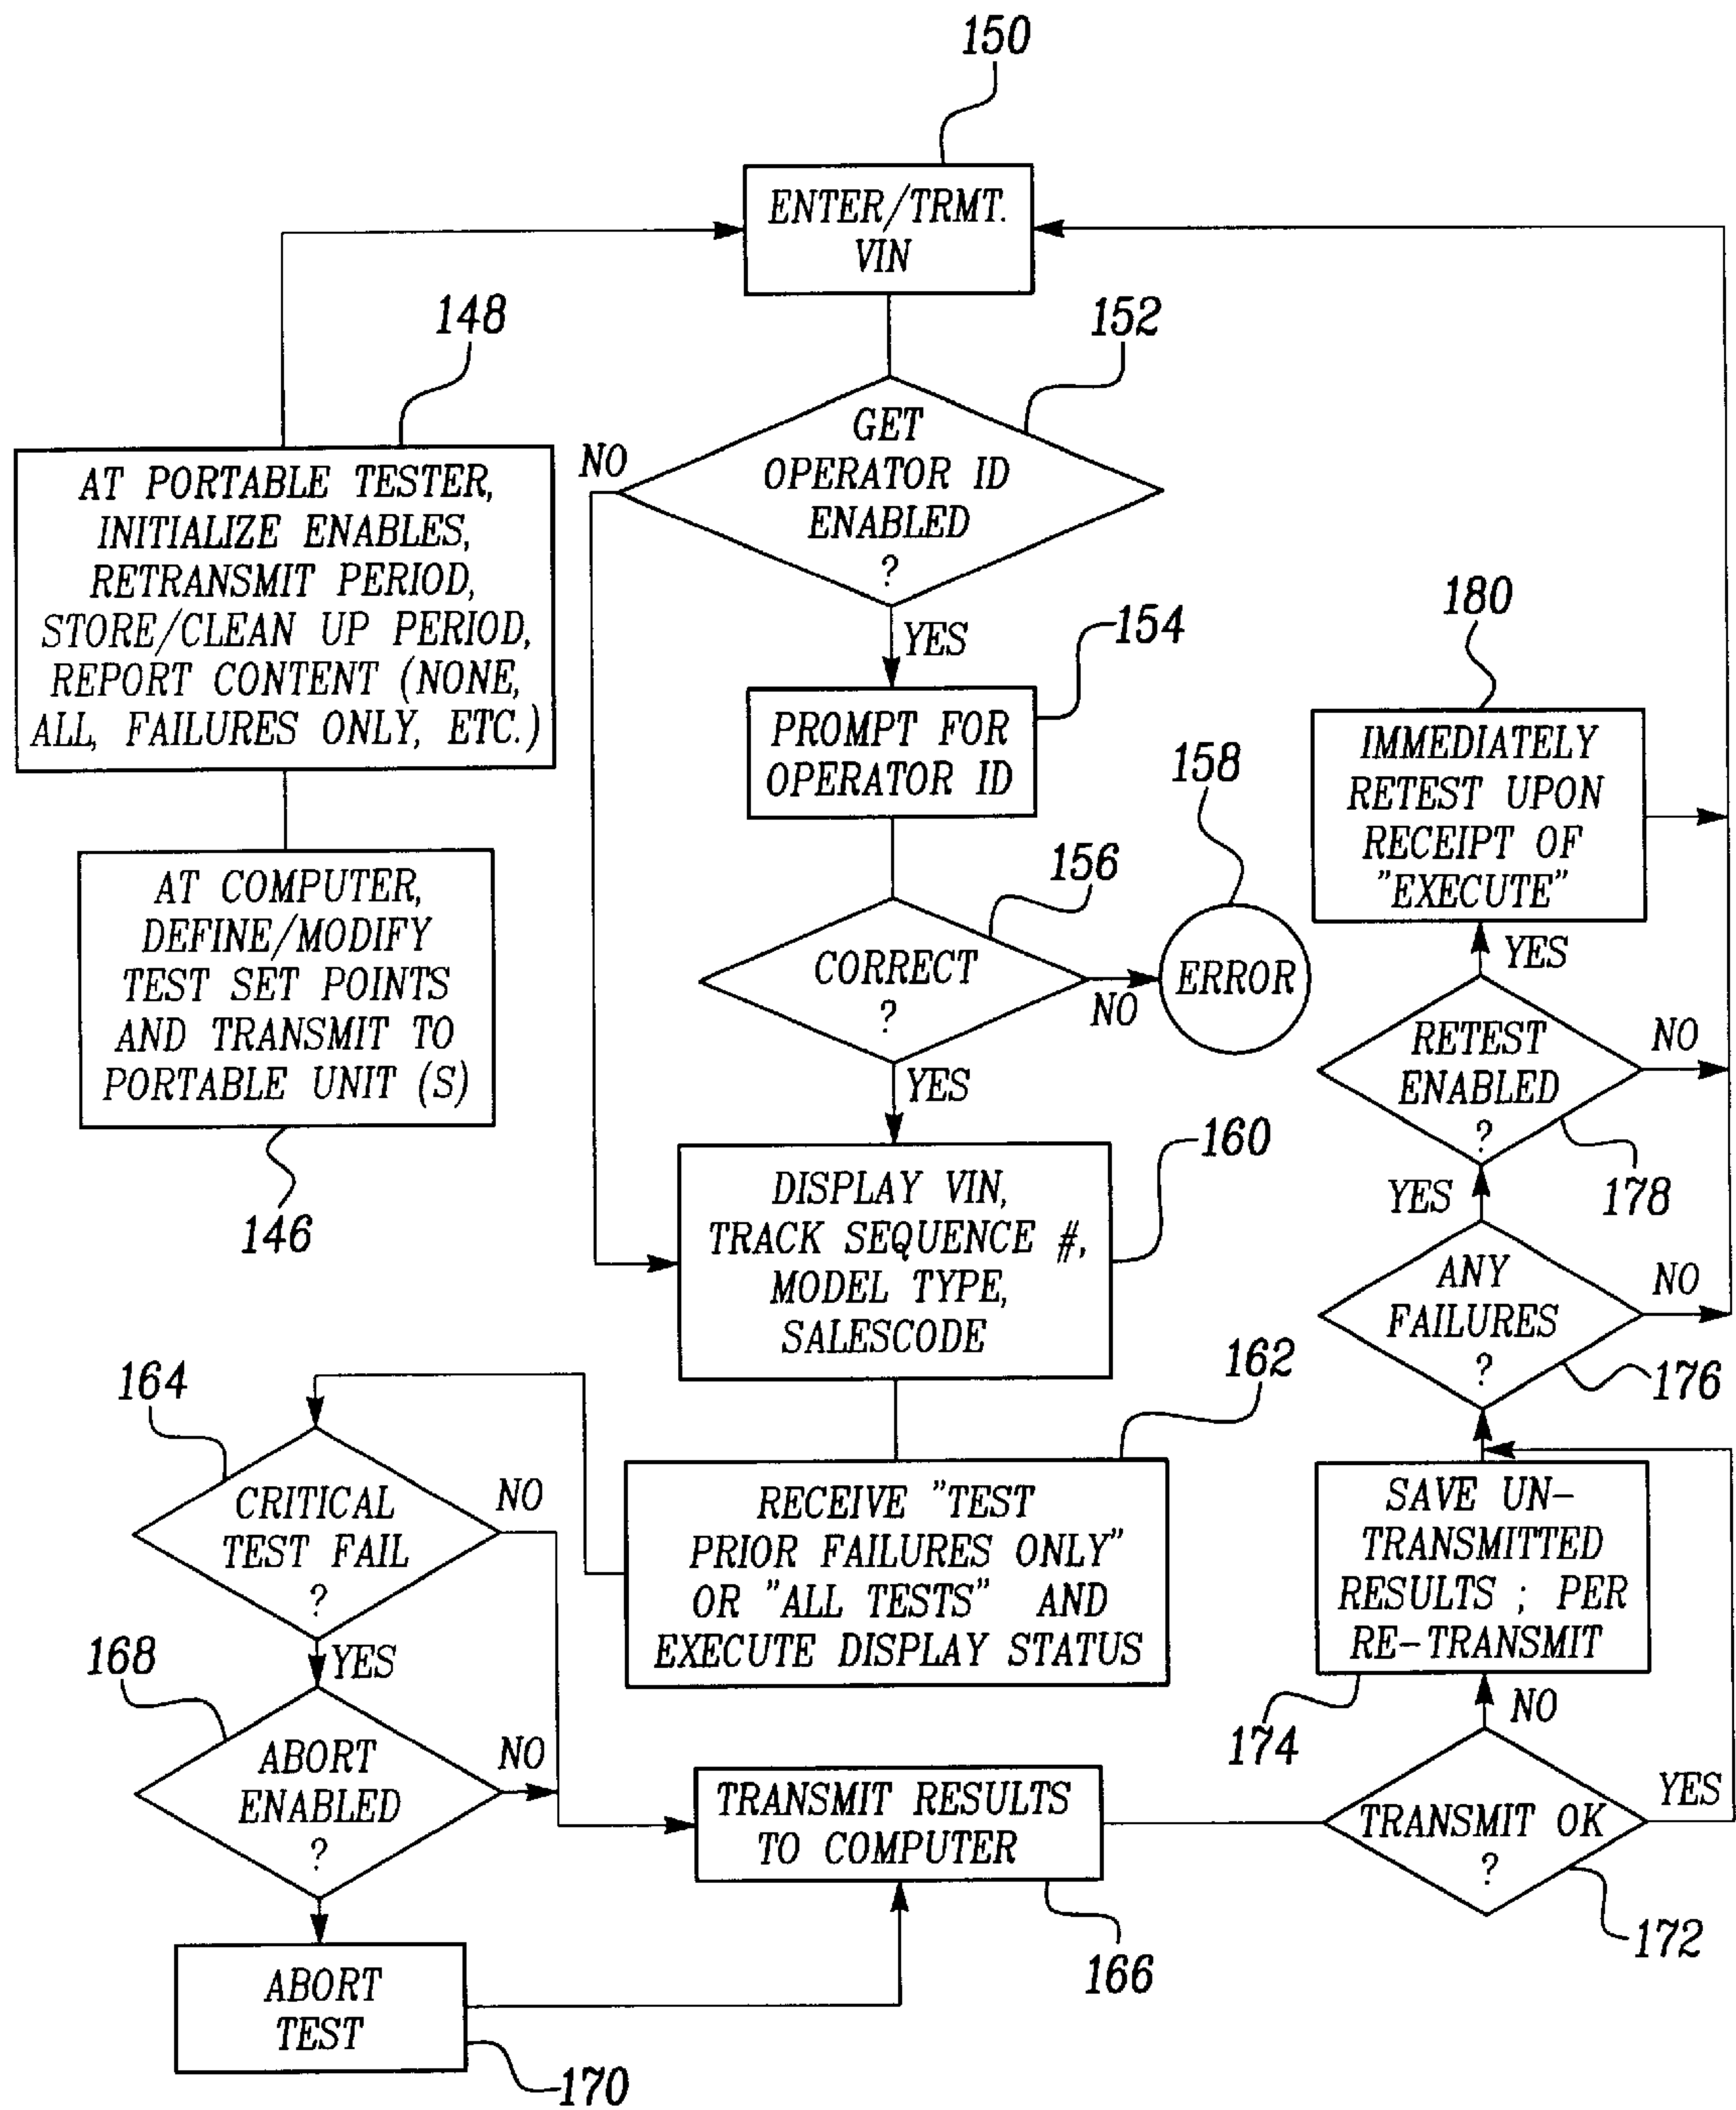 150
ENTER/TRMT.
VIN
148
152
AT PORTABLE TESTER,
INITIALIZE ENABLES,
RETRANSMIT PERIOD,
STORE/CLEAN UP PERIOD,
REPORT CONTENT (NONE,
ALL, FAILURES ONLY, ETC.)
NO
GET
OPERATOR ID
ENABLED
?
YES
154
PROMPT FOR
OPERATOR ID
AT COMPUTER,
DEFINE/MODIFY
TEST SET POINTS
AND TRANSMIT TO
PORTABLE UNIT (S)
146
156
CORRECT
?
NO
158
ERROR
YES
160
DISPLAY VIN,
TRACK SEQUENCE #,
MODEL TYPE,
SALESCODE
162
RECEIVE "TEST
PRIOR FAILURES ONLY"
OR "ALL TESTS" AND
EXECUTE DISPLAY STATUS
164
CRITICAL
TEST FAIL
?
NO
YES
168
ABORT
ENABLED
?
NO
ABORT
TEST
170
TRANSMIT RESULTS
TO COMPUTER
166
180
IMMEDIATELY
RETEST UPON
RECEIPT OF
"EXECUTE"
YES
RETEST
ENABLED
?
NO
178
YES
ANY
FAILURES
?
NO
176
SAVE UN-
TRANSMITTED
RESULTS ; PER
RE-TRANSMIT
174
NO
TRANSMIT OK
?
YES
172